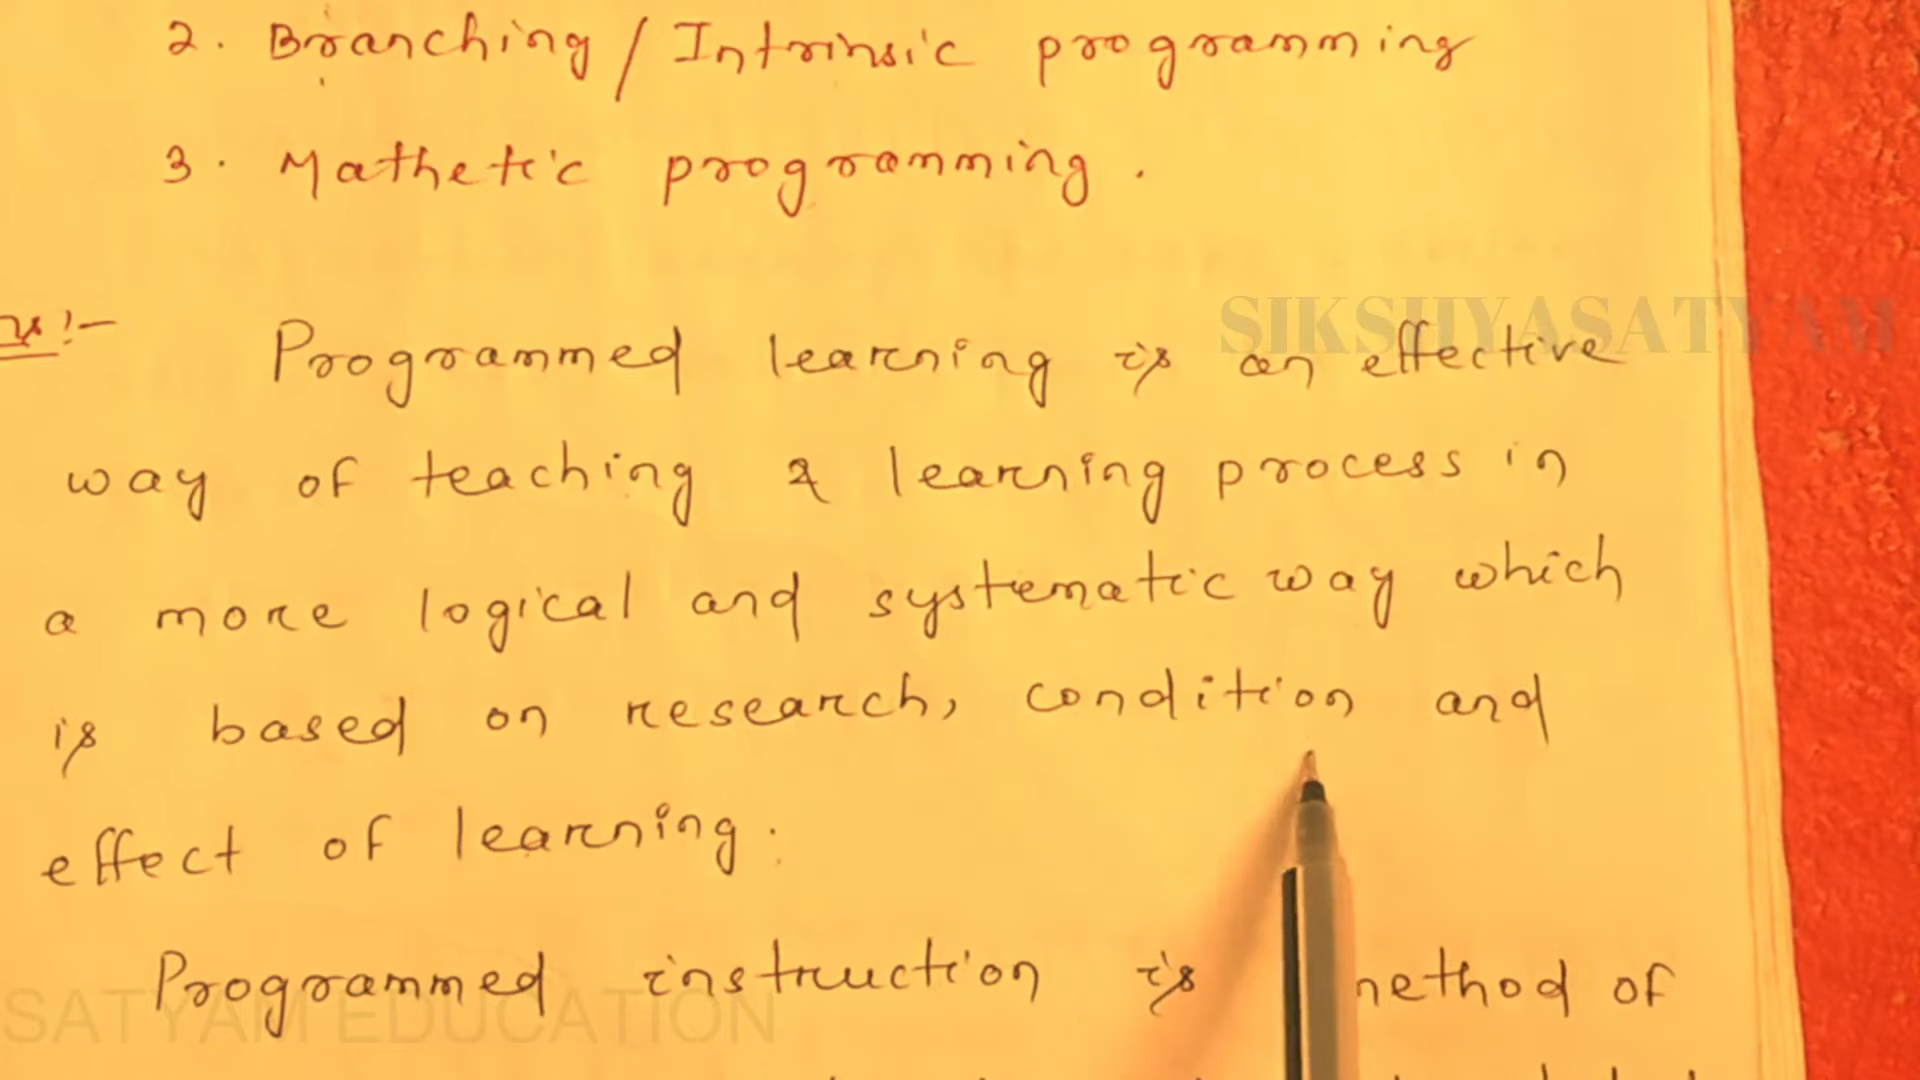 2. Branching / Intrinsic programming
3. Mathetic programming.
SIKSHYASATYAM
Programmed learning is an effective
way of teaching & learning process in
a more logical and systematic way which
is based on research, condition and
effect of learning.
Programmed instruction is method of
SATYAM EDUCATION